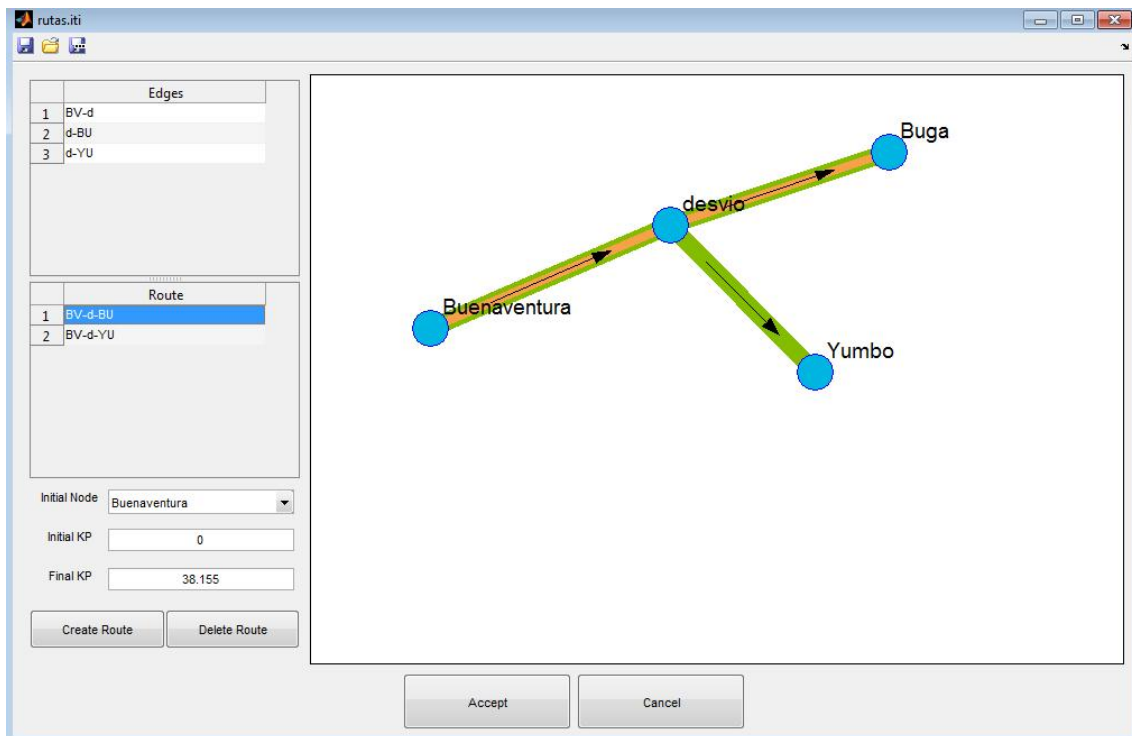 rutas.iti
Edges
1 BV-d
2 d-BU
3 d-YU
Route
1 BV-d-BU
2 BV-d-YU
Initial Node Buenaventura
Initial KP 0
Final KP 38.155
Create Route Delete Route
Buga
desvio
Buenaventura
Yumbo
Accept Cancel